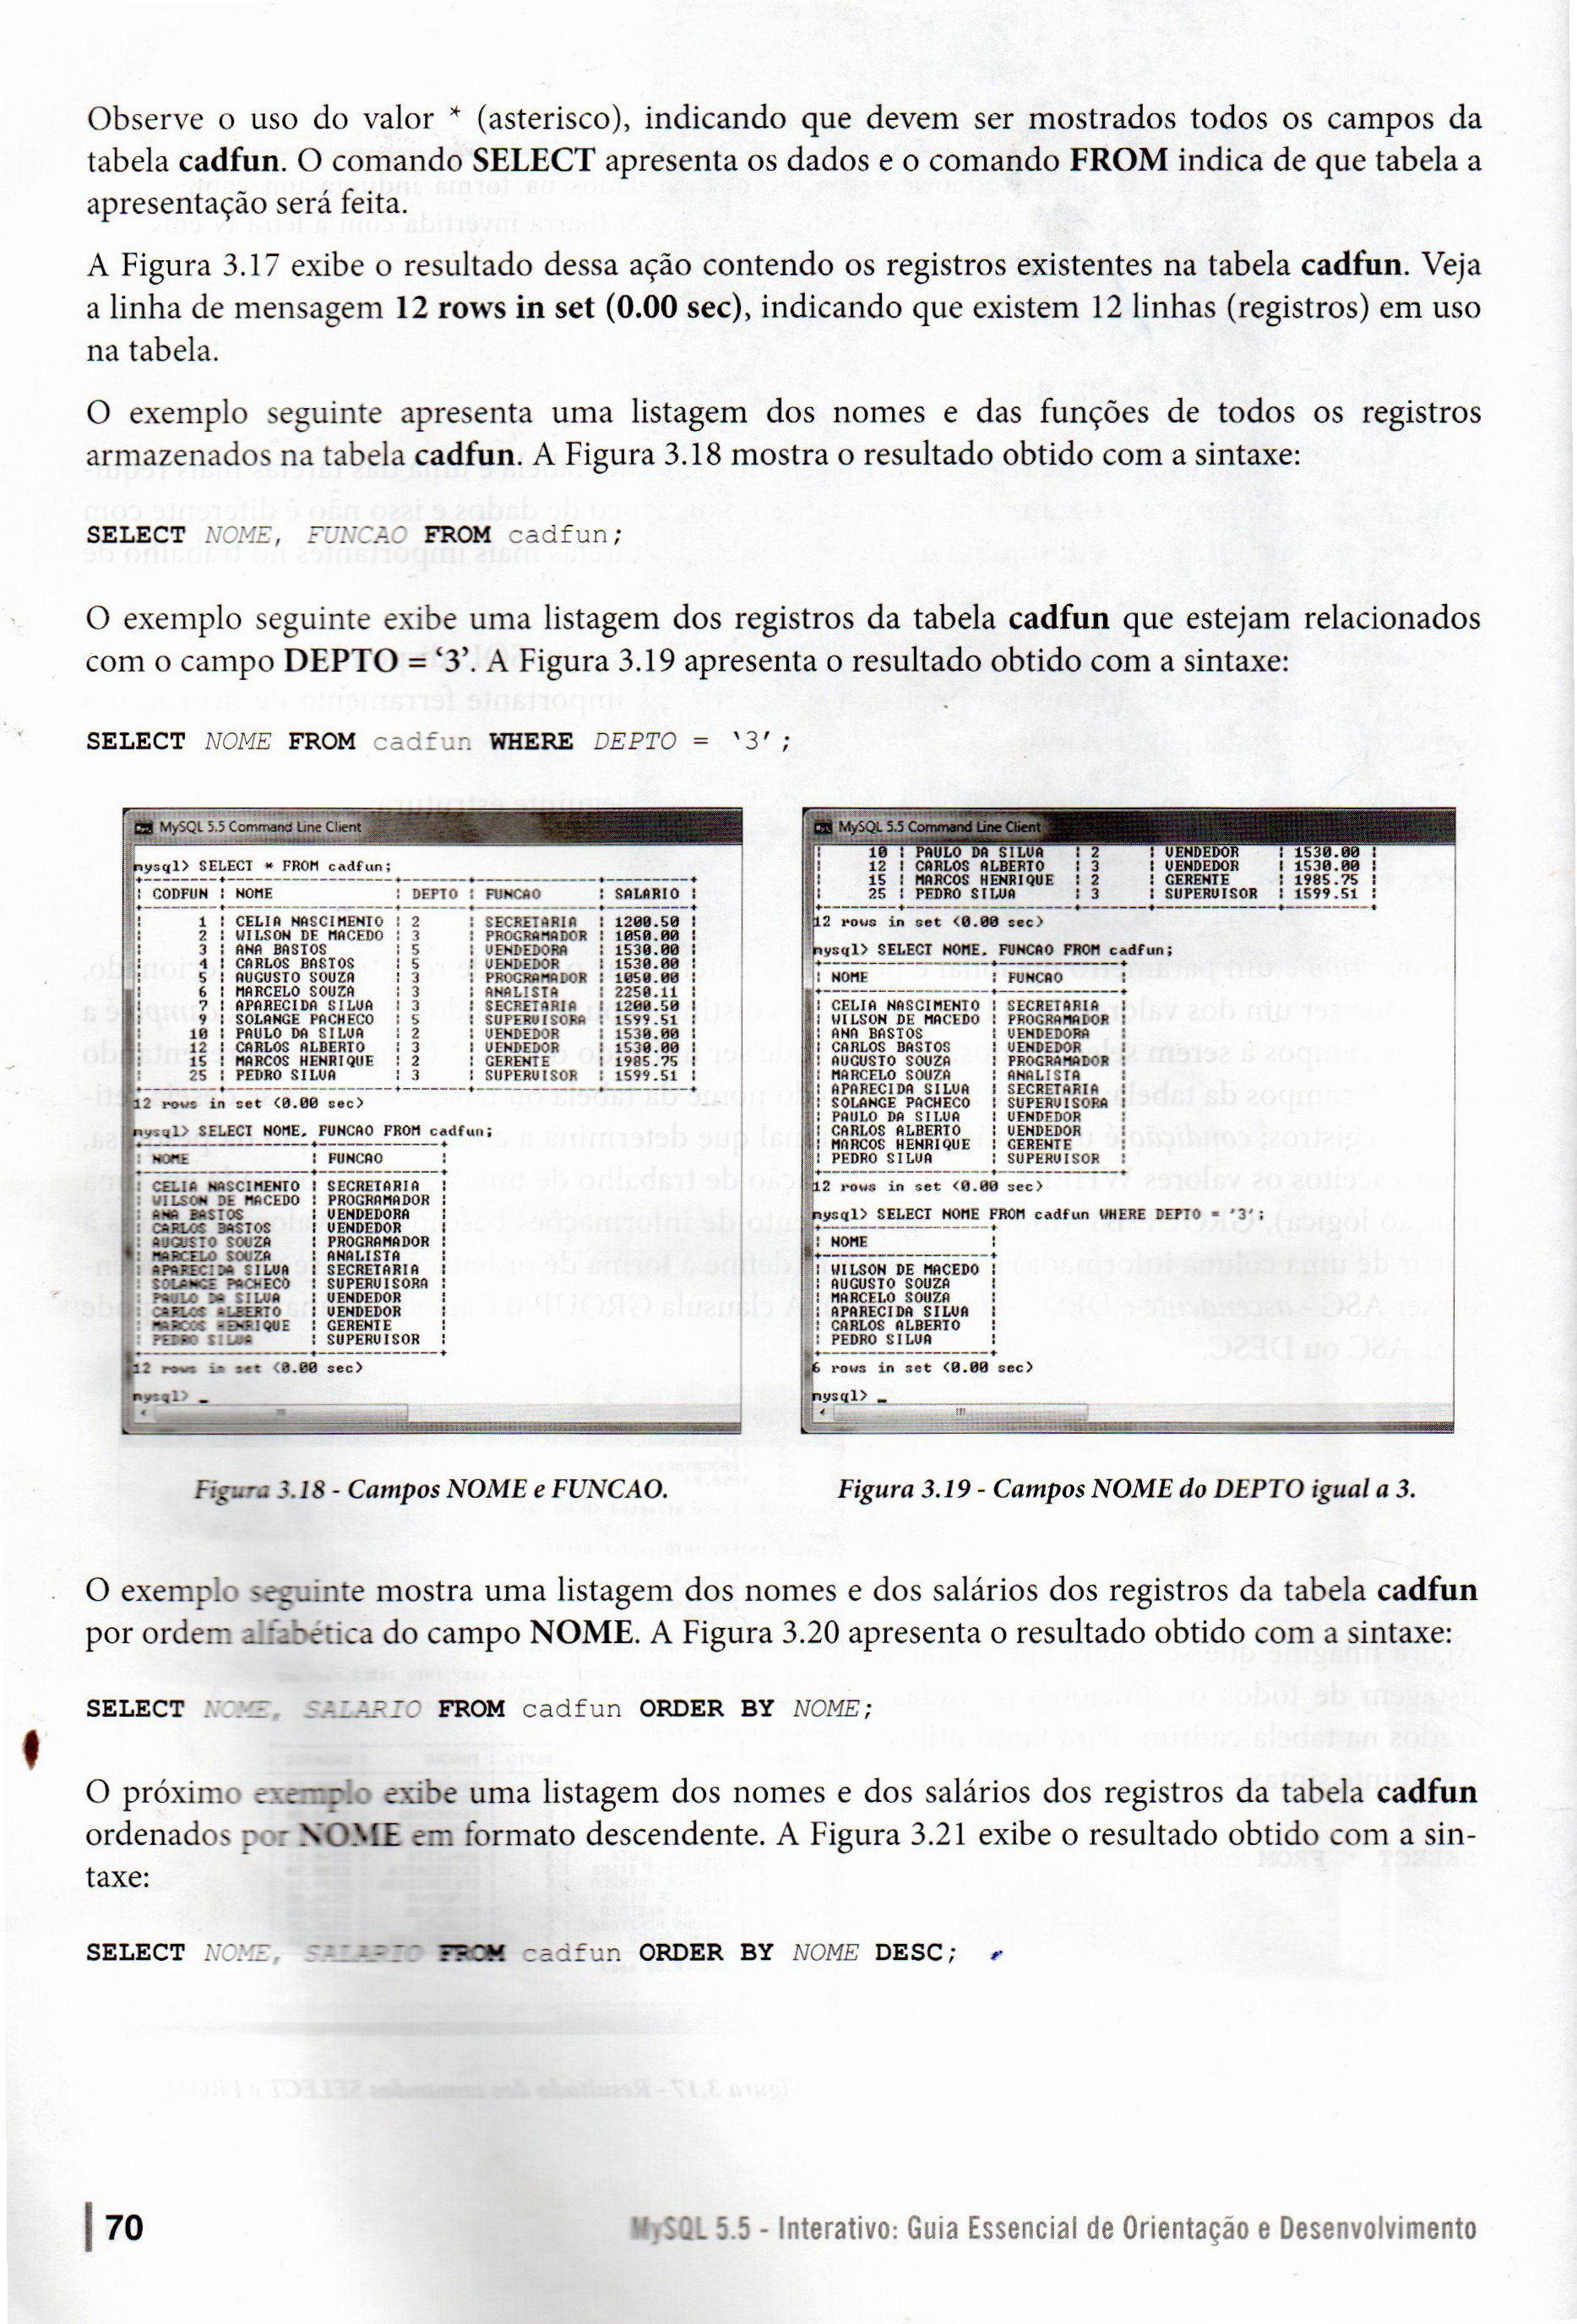 Observe o uso do valor * (asterisco), indicando que devem ser mostrados todos os campos da
tabela cadfun. O comando SELECT apresenta os dados e o comando FROM indica de que tabela a
apresentação será feita.
A Figura 3.17 exibe o resultado dessa ação contendo os registros existentes na tabela cadfun. Veja
a linha de mensagem 12 rows in set (0.00 sec), indicando que existem 12 linhas (registros) em uso
na tabela.
O exemplo seguinte apresenta uma listagem dos nomes e das funções de todos os registros
armazenados na tabela cadfun. A Figura 3.18 mostra o resultado obtido com a sintaxe:
SELECT NOME, FUNCAO FROM cadfun;
O exemplo seguinte exibe uma listagem dos registros da tabela cadfun que estejam relacionados
com o campo DEPTO = ‘3’. A Figura 3.19 apresenta o resultado obtido com a sintaxe:
SELECT NOME FROM cadfun WHERE DEPTO = ‘3’;
MySQL 5.5 Command Line Client
mysql> SELECT * FROM cadfun;
CODFUN | NOME | DEPTO | FUNCAO | SALARIO
1 | CELIA NASCIMENTO | 2 | SECRETARIA | 1200.50
2 | WILSON DE MACEDO | 3 | PROGRAMADOR | 1050.00
3 | ANA BASTOS | 5 | VENDEDORA | 1530.00
4 | CARLOS BASTOS | 5 | VENDEDOR | 1530.00
5 | AUGUSTO SOUZA | 3 | PROGRAMADOR | 1050.00
6 | MARCELO SOUZA | 3 | ANALISTA | 2250.11
7 | APARECIDA SILVA | 3 | SECRETARIA | 1200.50
9 | SOLANGE PACHECO | 5 | SUPERVISORA | 1599.51
10 | PAULO DA SILVA | 2 | VENDEDOR | 1530.00
12 | CARLOS ALBERTO | 3 | VENDEDOR | 1530.00
15 | MARCOS HENRIQUE | 2 | GERENTE | 1985.75
25 | PEDRO SILVA | 3 | SUPERVISOR | 1599.51
12 rows in set (0.00 sec)
mysql> SELECT NOME, FUNCAO FROM cadfun;
NOME | FUNCAO
CELIA NASCIMENTO | SECRETARIA
WILSON DE MACEDO | PROGRAMADOR
ANA BASTOS | VENDEDORA
CARLOS BASTOS | VENDEDOR
AUGUSTO SOUZA | PROGRAMADOR
MARCELO SOUZA | ANALISTA
APARECIDA SILVA | SECRETARIA
SOLANGE PACHECO | SUPERVISORA
PAULO DA SILVA | VENDEDOR
CARLOS ALBERTO | VENDEDOR
MARCOS HENRIQUE | GERENTE
PEDRO SILVA | SUPERVISOR
12 rows in set (0.00 sec)
mysql> _
Figura 3.18 - Campos NOME e FUNCAO.
MySQL 5.5 Command Line Client
10 | PAULO DA SILVA | 2 | VENDEDOR | 1530.00
12 | CARLOS ALBERTO | 3 | VENDEDOR | 1530.00
15 | MARCOS HENRIQUE | 2 | GERENTE | 1985.75
25 | PEDRO SILVA | 3 | SUPERVISOR | 1599.51
12 rows in set (0.00 sec)
mysql> SELECT NOME, FUNCAO FROM cadfun;
NOME | FUNCAO
CELIA NASCIMENTO | SECRETARIA
WILSON DE MACEDO | PROGRAMADOR
ANA BASTOS | VENDEDORA
CARLOS BASTOS | VENDEDOR
AUGUSTO SOUZA | PROGRAMADOR
MARCELO SOUZA | ANALISTA
APARECIDA SILVA | SECRETARIA
SOLANGE PACHECO | SUPERVISORA
PAULO DA SILVA | VENDEDOR
CARLOS ALBERTO | VENDEDOR
MARCOS HENRIQUE | GERENTE
PEDRO SILVA | SUPERVISOR
12 rows in set (0.00 sec)
mysql> SELECT NOME FROM cadfun WHERE DEPTO = '3';
NOME
WILSON DE MACEDO
AUGUSTO SOUZA
MARCELO SOUZA
APARECIDA SILVA
CARLOS ALBERTO
PEDRO SILVA
6 rows in set (0.00 sec)
mysql> _
Figura 3.19 - Campos NOME do DEPTO igual a 3.
O exemplo seguinte mostra uma listagem dos nomes e dos salários dos registros da tabela cadfun
por ordem alfabética do campo NOME. A Figura 3.20 apresenta o resultado obtido com a sintaxe:
SELECT NOME, SALARIO FROM cadfun ORDER BY NOME;
O próximo exemplo exibe uma listagem dos nomes e dos salários dos registros da tabela cadfun
ordenados por NOME em formato descendente. A Figura 3.21 exibe o resultado obtido com a sin-
taxe:
SELECT NOME, SALARIO FROM cadfun ORDER BY NOME DESC;
70
MySQL 5.5 - Interativo: Guia Essencial de Orientação e Desenvolvimento